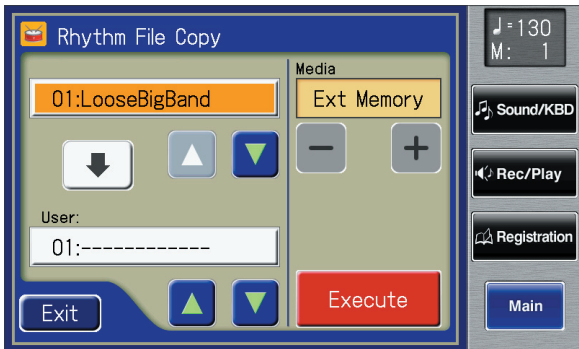 Rhythm File Copy
Media
01:LooseBigBand
Ext Memory
User:
01:------------
Execute
Exit
♩=130
M: 1
Sound/KBD
Rec/Play
Registration
Main